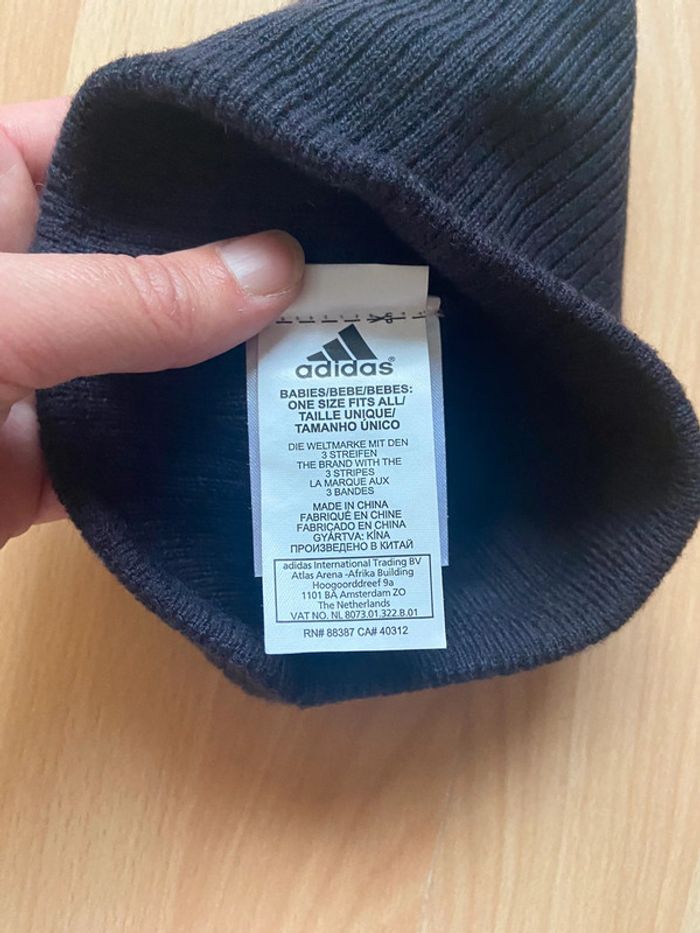 adidas®
BABIES/BEBE/BEBES:
ONE SIZE FITS ALL/
TAILLE UNIQUE/
TAMANHO ÚNICO
DIE WELTMARKE MIT DEN
3 STREIFEN
THE BRAND WITH THE
3 STRIPES
LA MARQUE AUX
3 BANDES
MADE IN CHINA
FABRIQUÉ EN CHINE
FABRICADO EN CHINA
GYÁRTVA: KÍNA
ПРОИЗВЕДЕНО В КИТАЙ
adidas International Trading BV
Atlas Arena -Afrika Building
Hoogoorddreef 9a
1101 BA Amsterdam ZO
The Netherlands
VAT NO. NL 8073.01.322.B.01
RN# 88387 CA# 40312